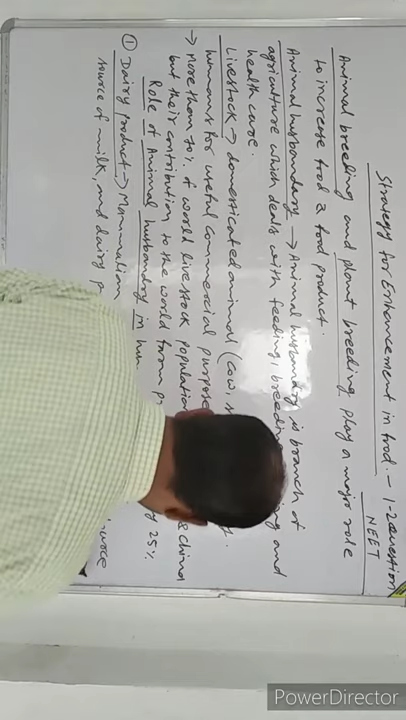 Strategy for Enhancement in food. - 1-2 question
NEET
Animal breeding and plant breeding play a major role
to increase food & food product.
Animal husbandry → Animal husbandry is branch of
agriculture which deals with feeding, breeding and
health care.
Livestock → domesticated animal (cow,
humans for useful commercial purpose
→ More than 70% of world livestock population & china
but their contribution to the world farm 25%
Role of Animal husbandry in
① Dairy product → Mammalian
source of milk, and dairy
PowerDirector